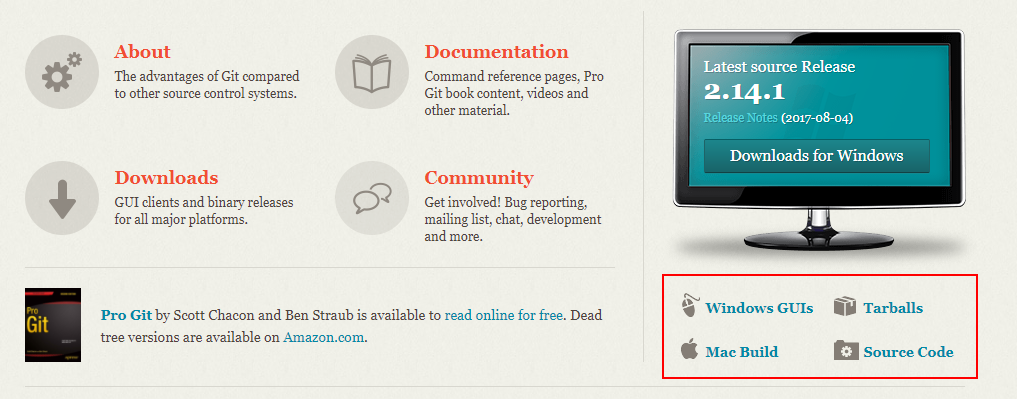 About
The advantages of Git compared
to other source control systems.
Documentation
Command reference pages, Pro
Git book content, videos and
other material.
Downloads
GUI clients and binary releases
for all major platforms.
Community
Get involved! Bug reporting,
mailing list, chat, development
and more.
Pro
Git
Pro Git by Scott Chacon and Ben Straub is available to read online for free. Dead
tree versions are available on Amazon.com.
Latest source Release
2.14.1
Release Notes (2017-08-04)
Downloads for Windows
Windows GUIs
Tarballs
Mac Build
Source Code